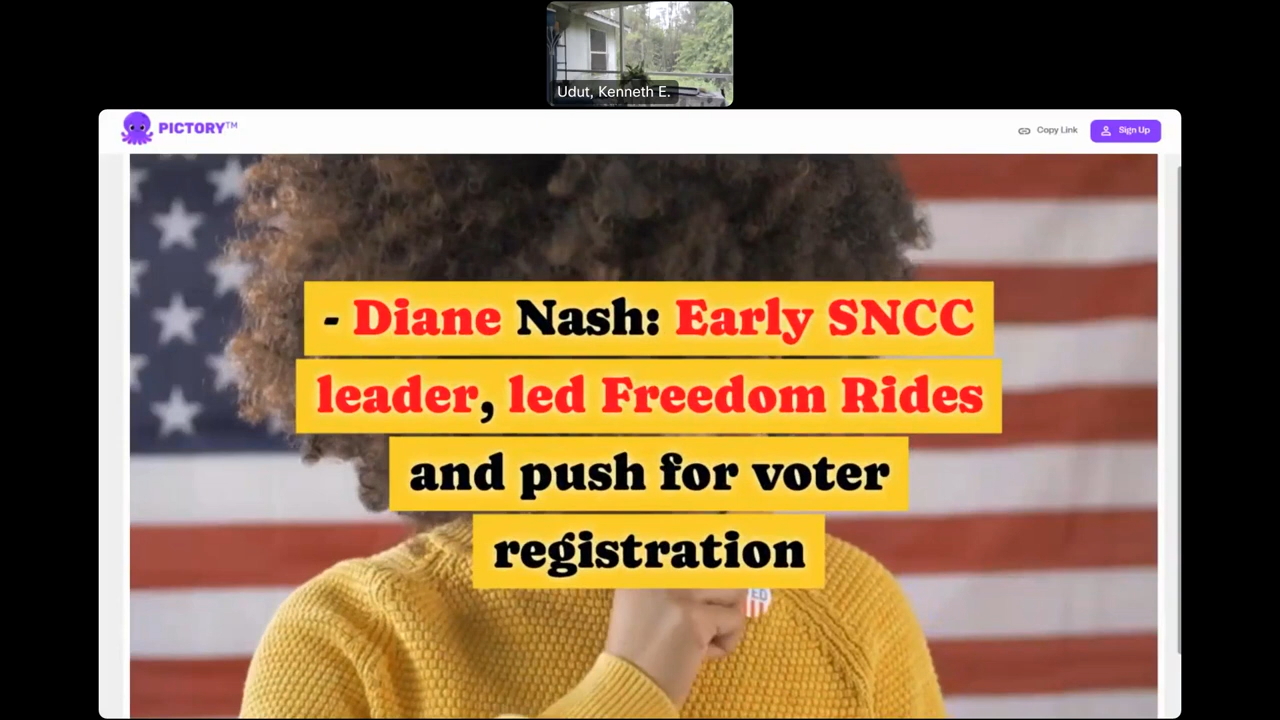 Udut, Kenneth E.
PICTORY™
Copy Link
Sign Up
- Diane Nash: Early SNCC
leader, led Freedom Rides
and push for voter
registration
ED